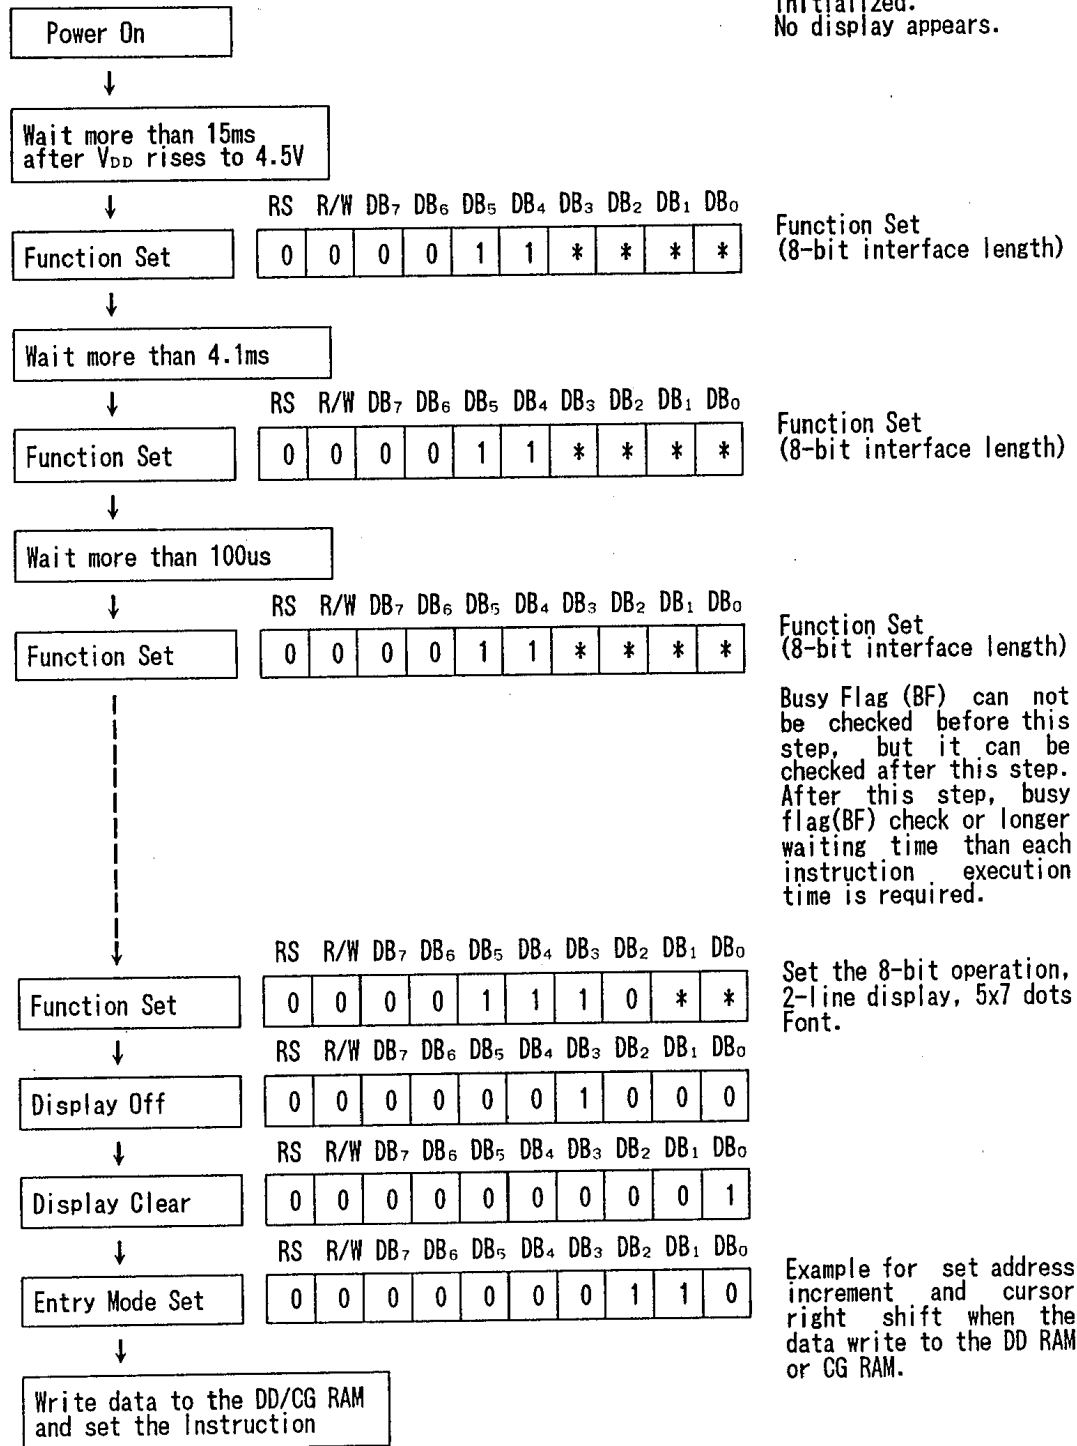 initialized.
No display appears.
Power On
↓
Wait more than 15ms
after VDD rises to 4.5V
↓
RS R/W DB7 DB6 DB5 DB4 DB3 DB2 DB1 DB0
Function Set 0 0 0 0 1 1 * * * *
Function Set
(8-bit interface length)
↓
Wait more than 4.1ms
↓
RS R/W DB7 DB6 DB5 DB4 DB3 DB2 DB1 DB0
Function Set 0 0 0 0 1 1 * * * *
Function Set
(8-bit interface length)
↓
Wait more than 100us
↓
RS R/W DB7 DB6 DB5 DB4 DB3 DB2 DB1 DB0
Function Set 0 0 0 0 1 1 * * * *
Function Set
(8-bit interface length)
Busy Flag (BF) can not
be checked before this
step, but it can be
checked after this step.
After this step, busy
flag(BF) check or longer
waiting time than each
instruction execution
time is required.
RS R/W DB7 DB6 DB5 DB4 DB3 DB2 DB1 DB0
Function Set 0 0 0 0 1 1 1 0 * *
Set the 8-bit operation,
2-line display, 5x7 dots
Font.
↓
RS R/W DB7 DB6 DB5 DB4 DB3 DB2 DB1 DB0
Display Off 0 0 0 0 0 0 1 0 0 0
↓
RS R/W DB7 DB6 DB5 DB4 DB3 DB2 DB1 DB0
Display Clear 0 0 0 0 0 0 0 0 0 1
↓
RS R/W DB7 DB6 DB5 DB4 DB3 DB2 DB1 DB0
Entry Mode Set 0 0 0 0 0 0 0 1 1 0
Example for set address
increment and cursor
right shift when the
data write to the DD RAM
or CG RAM.
↓
Write data to the DD/CG RAM
and set the Instruction